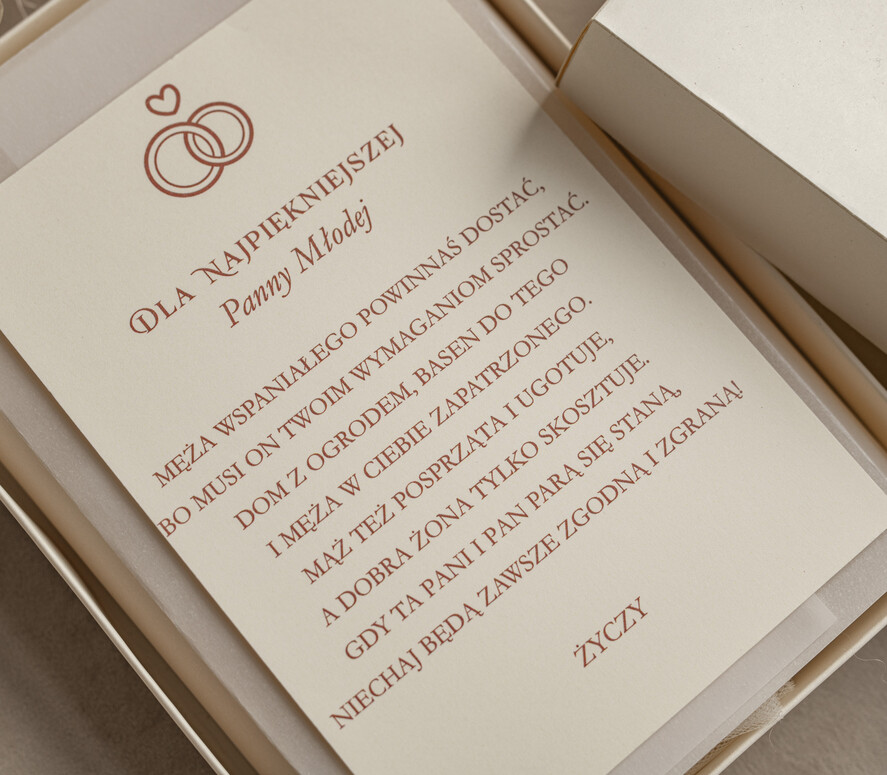 Dla Najpiękniejszej
Panny Młodej
MĘŻA WSPANIAŁEGO POWINNAŚ DOSTAĆ,
BO MUSI ON TWOIM WYMAGANIOM SPROSTAĆ.
DOM Z OGRODEM, BASEN DO TEGO
I MĘŻA W CIEBIE ZAPATRZONEGO.
MĄŻ TEŻ POSPRZĄTA I UGOTUJE,
A DOBRA ŻONA TYLKO SKOSZTUJE.
GDY TA PANI I PAN PARĄ SIĘ STANĄ,
NIECHAJ BĘDĄ ZAWSZE ZGODNĄ I ZGRANĄ!
ŻYCZY